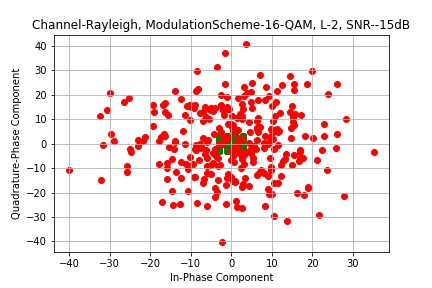 Channel-Rayleigh, ModulationScheme-16-QAM, L-2, SNR--15dB
Quadrature-Phase Component
40
30
20
10
0
−10
−20
−30
−40
−40 −30 −20 −10 0 10 20 30
In-Phase Component